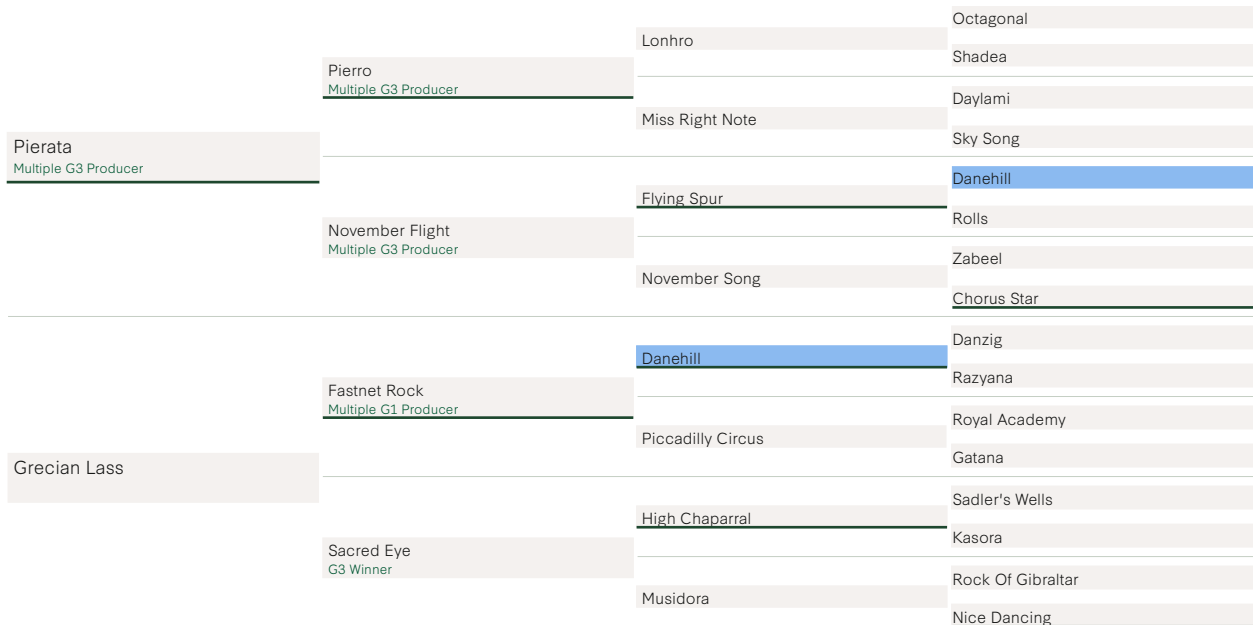 Pierata
Multiple G3 Producer
Pierro
Multiple G3 Producer
Lonhro
Octagonal
Shadea
Miss Right Note
Daylami
Sky Song
November Flight
Multiple G3 Producer
Flying Spur
Danehill
Rolls
November Song
Zabeel
Chorus Star
Grecian Lass
Fastnet Rock
Multiple G1 Producer
Danehill
Danzig
Razyana
Piccadilly Circus
Royal Academy
Gatana
Sacred Eye
G3 Winner
High Chaparral
Sadler's Wells
Kasora
Musidora
Rock Of Gibraltar
Nice Dancing